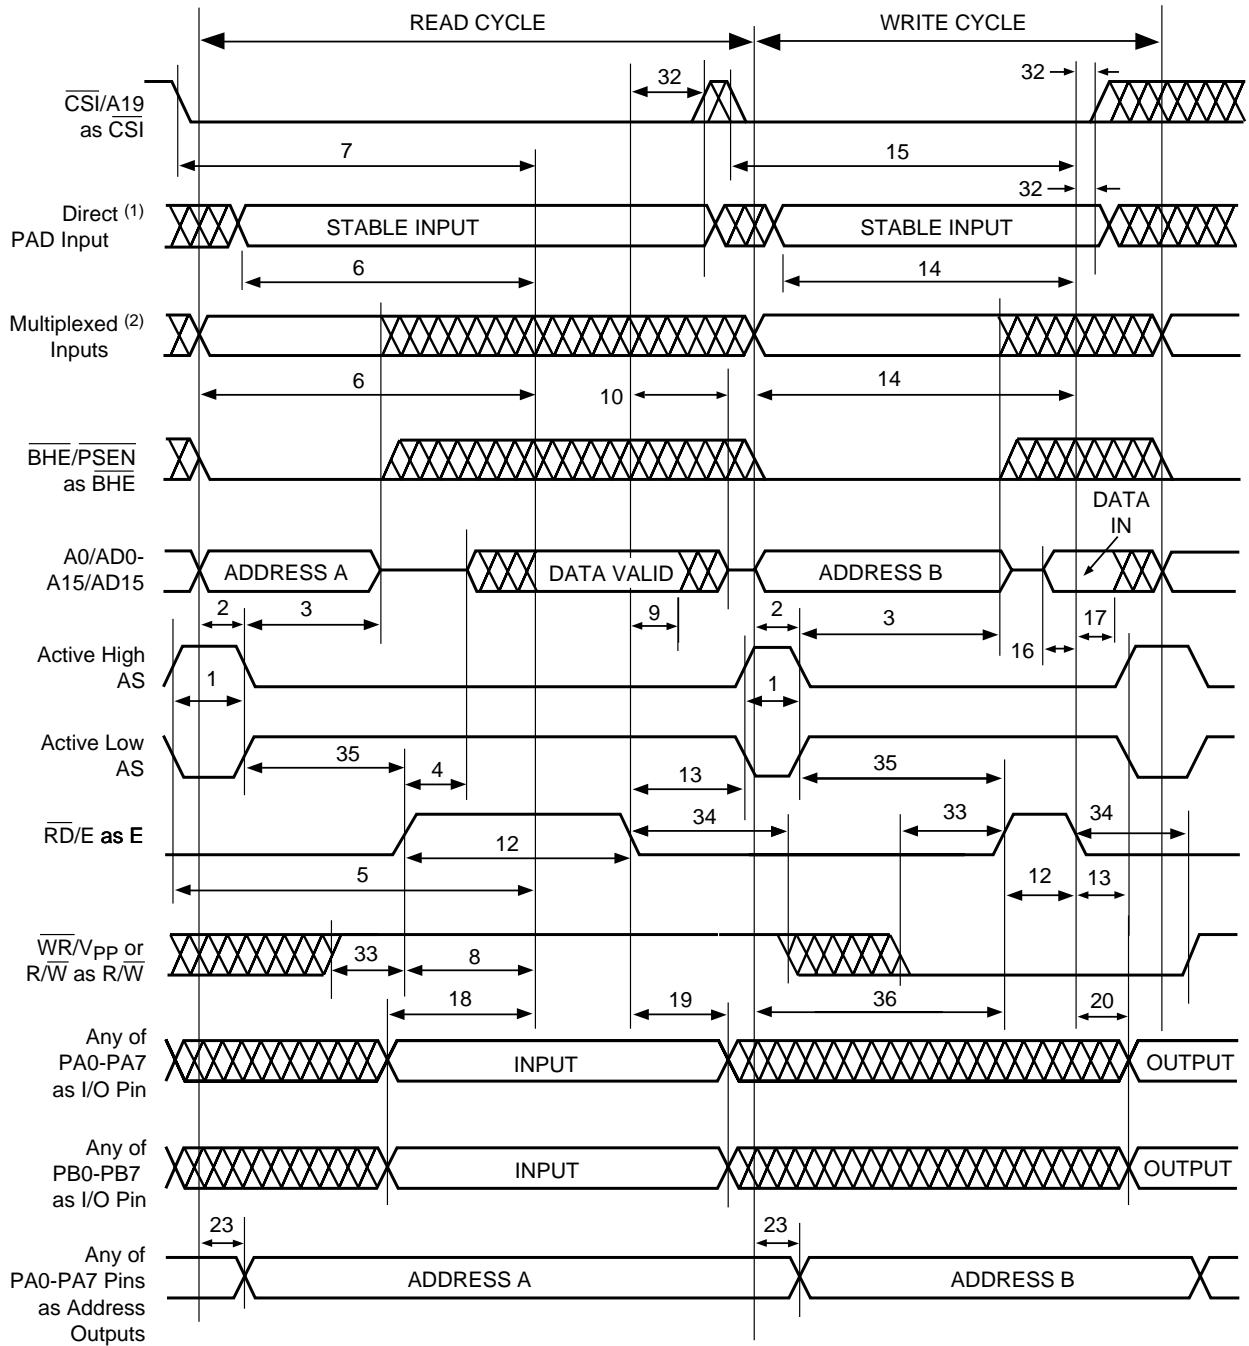 READ CYCLE
WRITE CYCLE
32
32
CSI/A19
as CSI
7
15
32
Direct (1)
PAD Input
STABLE INPUT
STABLE INPUT
6
14
Multiplexed (2)
Inputs
6
10
14
BHE/PSEN
as BHE
DATA
IN
A0/AD0-
A15/AD15
ADDRESS A
DATA VALID
ADDRESS B
2
3
9
2
3
16
17
Active High
AS
1
1
Active Low
AS
35
4
13
35
RD/E as E
12
34
33
34
5
12
13
WR/VPP or
R/W as R/W
33
8
18
19
36
20
Any of
PA0-PA7
as I/O Pin
INPUT
OUTPUT
Any of
PB0-PB7
as I/O Pin
INPUT
OUTPUT
23
23
Any of
PA0-PA7 Pins
as Address
Outputs
ADDRESS A
ADDRESS B